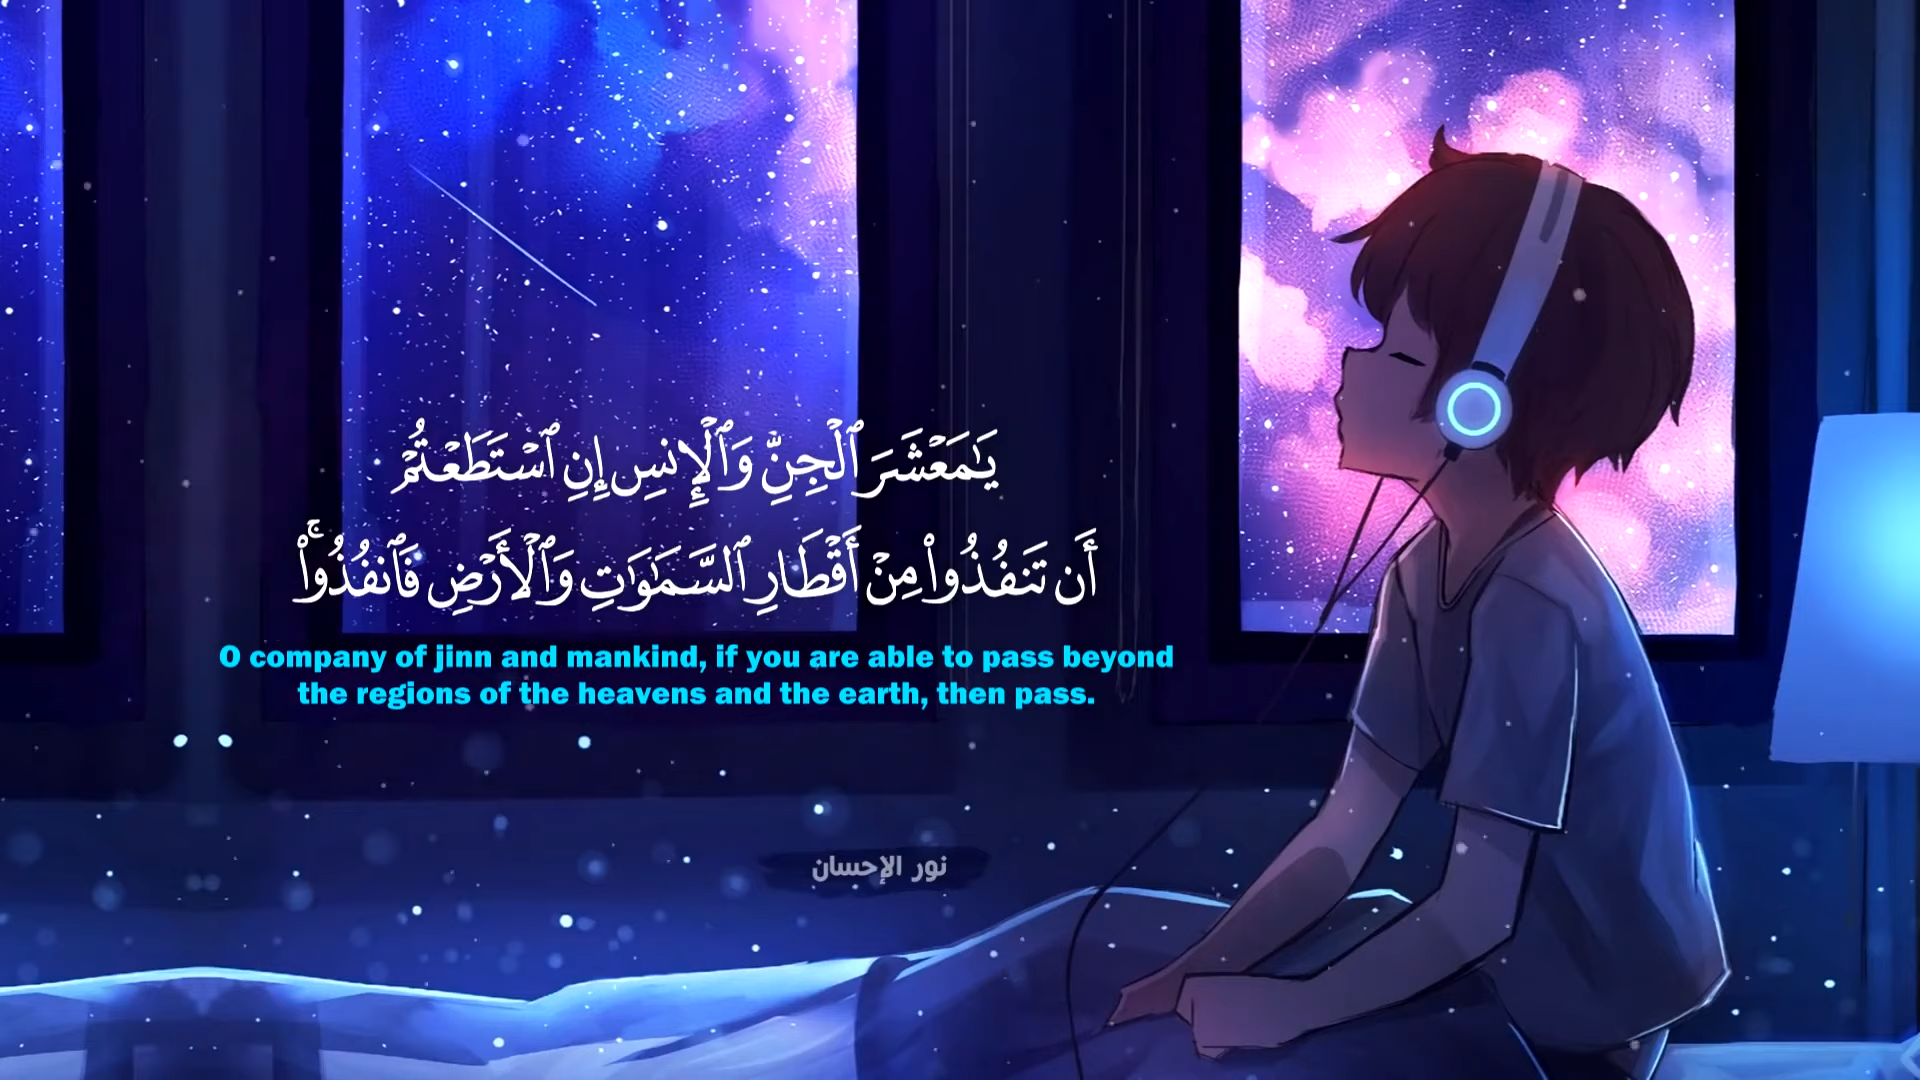 يَـٰمَعْشَرَ ٱلْجِنِّ وَٱلْإِنسِ إِنِ ٱسْتَطَعْتُمْ
أَن تَنفُذُوا۟ مِنْ أَقْطَارِ ٱلسَّمَـٰوَٰتِ وَٱلْأَرْضِ فَٱنفُذُوا۟ ۚ
O company of jinn and mankind, if you are able to pass beyond
the regions of the heavens and the earth, then pass.
نور الإحسان